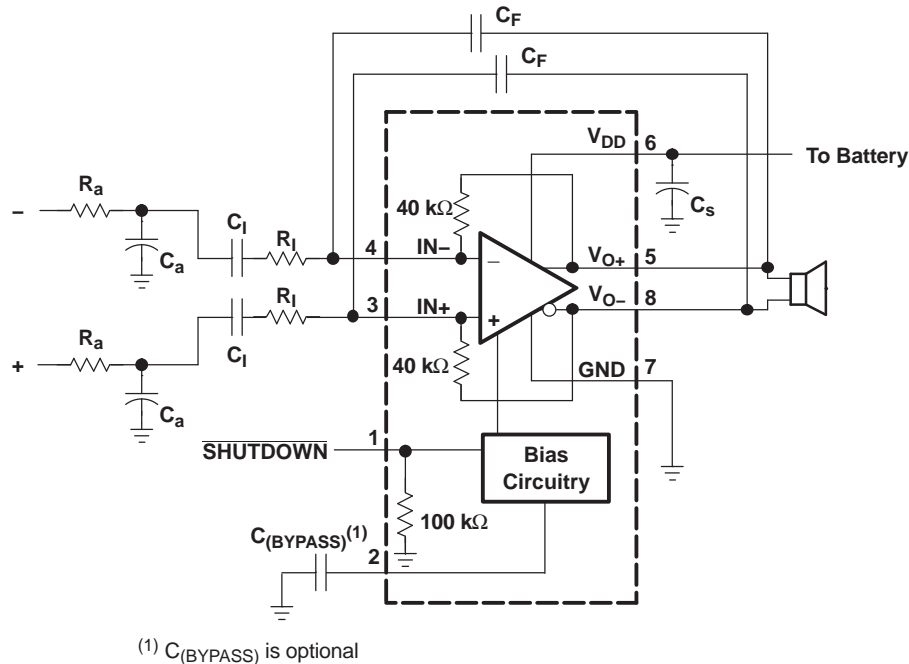 C_F
C_F
V_DD 6
To Battery
R_a
40 kΩ
C_s
−
C_I
R_I
C_a
4 IN−
−
V_O+ 5
3 IN+
+
V_O− 8
R_a
R_I
C_I
+
40 kΩ
GND 7
C_a
1
SHUTDOWN
Bias
Circuitry
100 kΩ
C_(BYPASS)^(1)
2
(1) C_(BYPASS) is optional